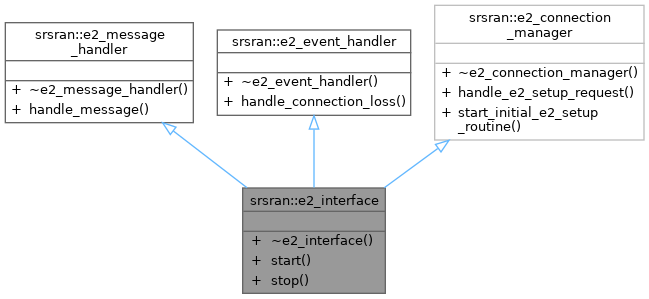 srsran::e2_message
_handler
+ ~e2_message_handler()
+ handle_message()
srsran::e2_event_handler
+ ~e2_event_handler()
+ handle_connection_loss()
srsran::e2_connection
_manager
+ ~e2_connection_manager()
+ handle_e2_setup_request()
+ start_initial_e2_setup
_routine()
srsran::e2_interface
+ ~e2_interface()
+ start()
+ stop()